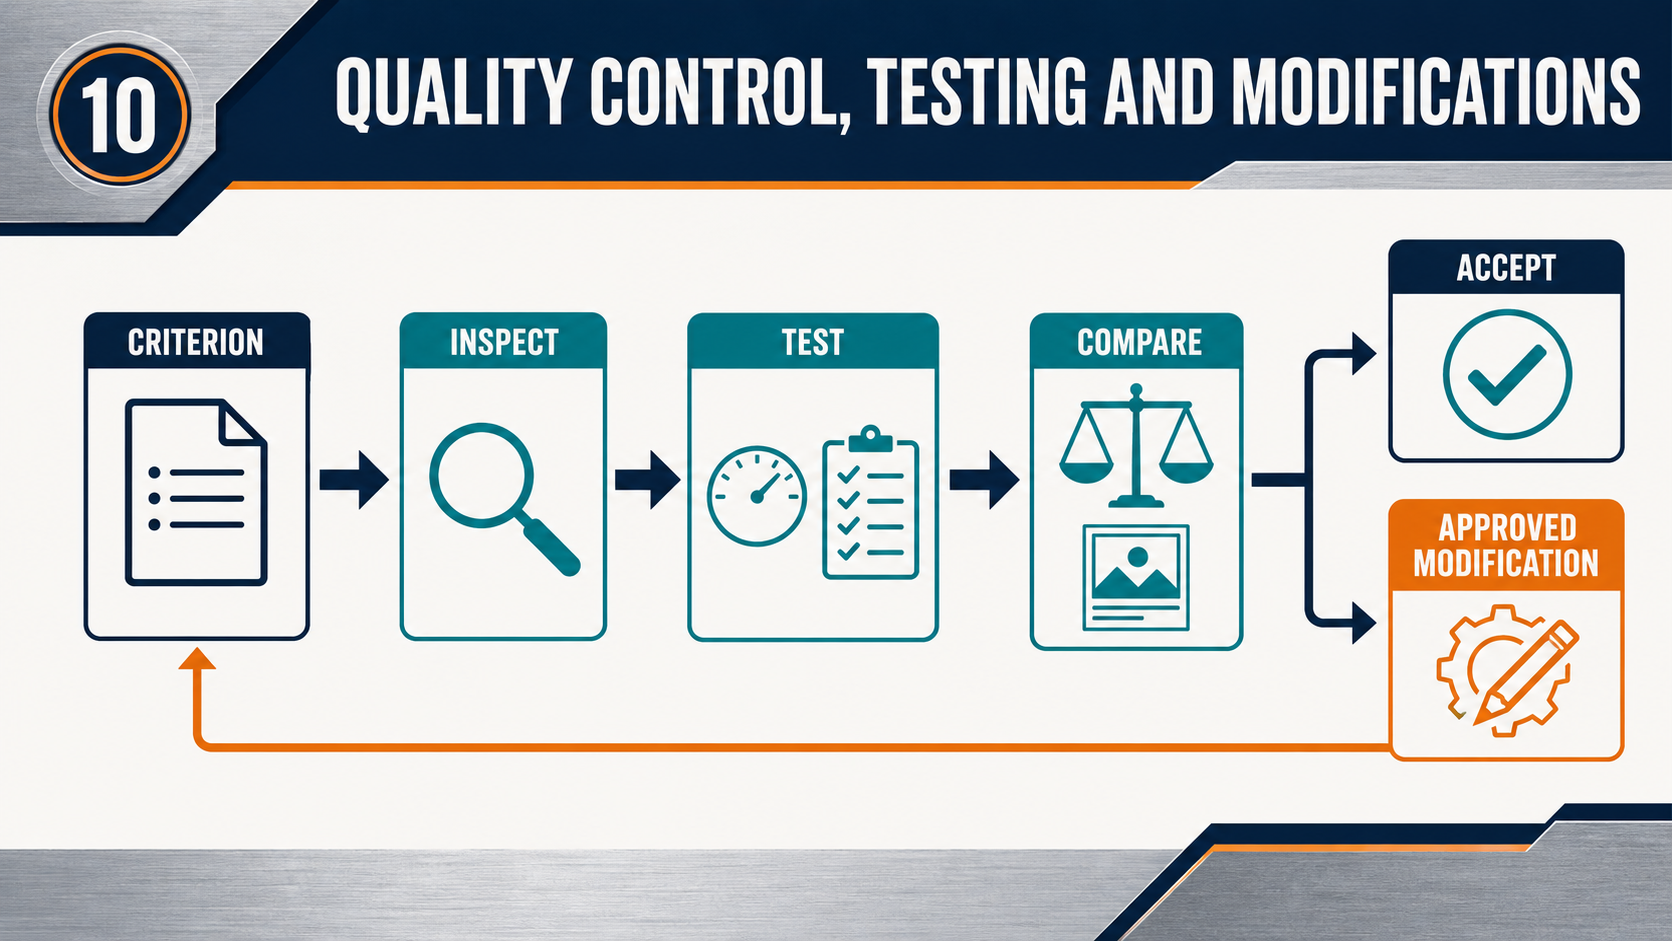 10
QUALITY CONTROL, TESTING AND MODIFICATIONS
CRITERION
INSPECT
TEST
COMPARE
ACCEPT
APPROVED
MODIFICATION